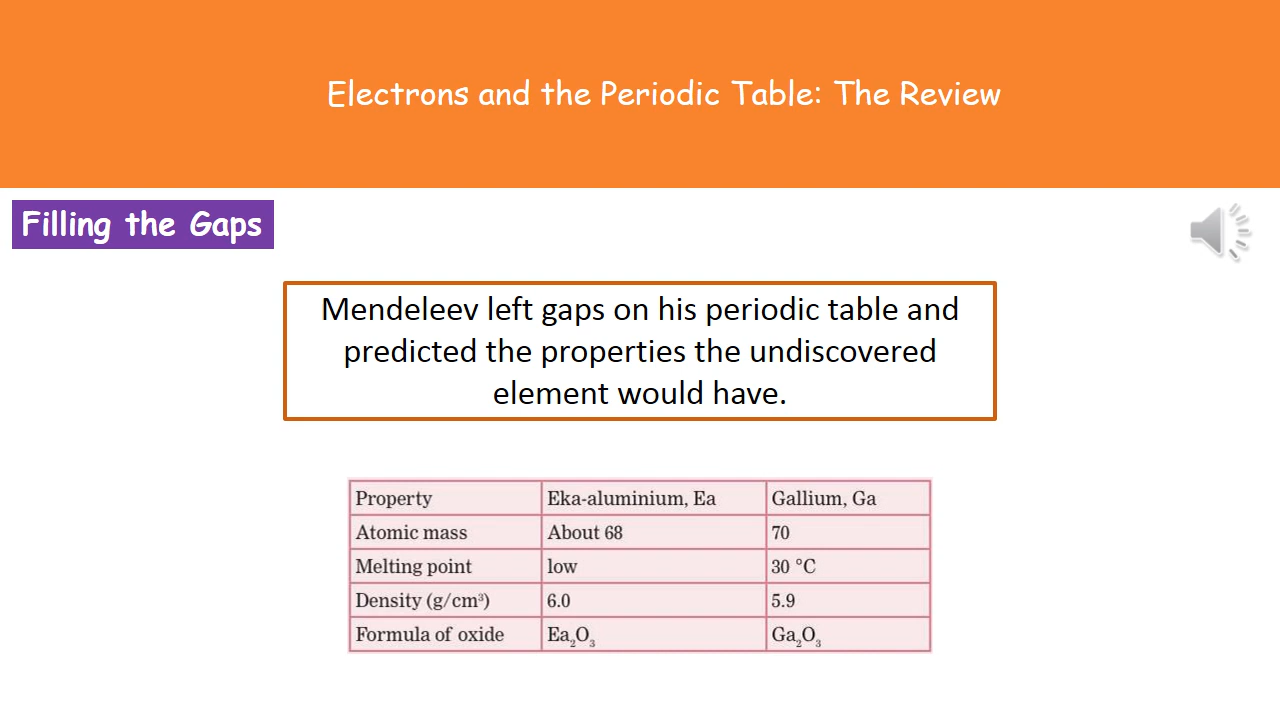 Electrons and the Periodic Table: The Review
Filling the Gaps
Mendeleev left gaps on his periodic table and
predicted the properties the undiscovered
element would have.
Property Eka-aluminium, Ea Gallium, Ga
Atomic mass About 68 70
Melting point low 30 °C
Density (g/cm³) 6.0 5.9
Formula of oxide Ea₂O₃ Ga₂O₃